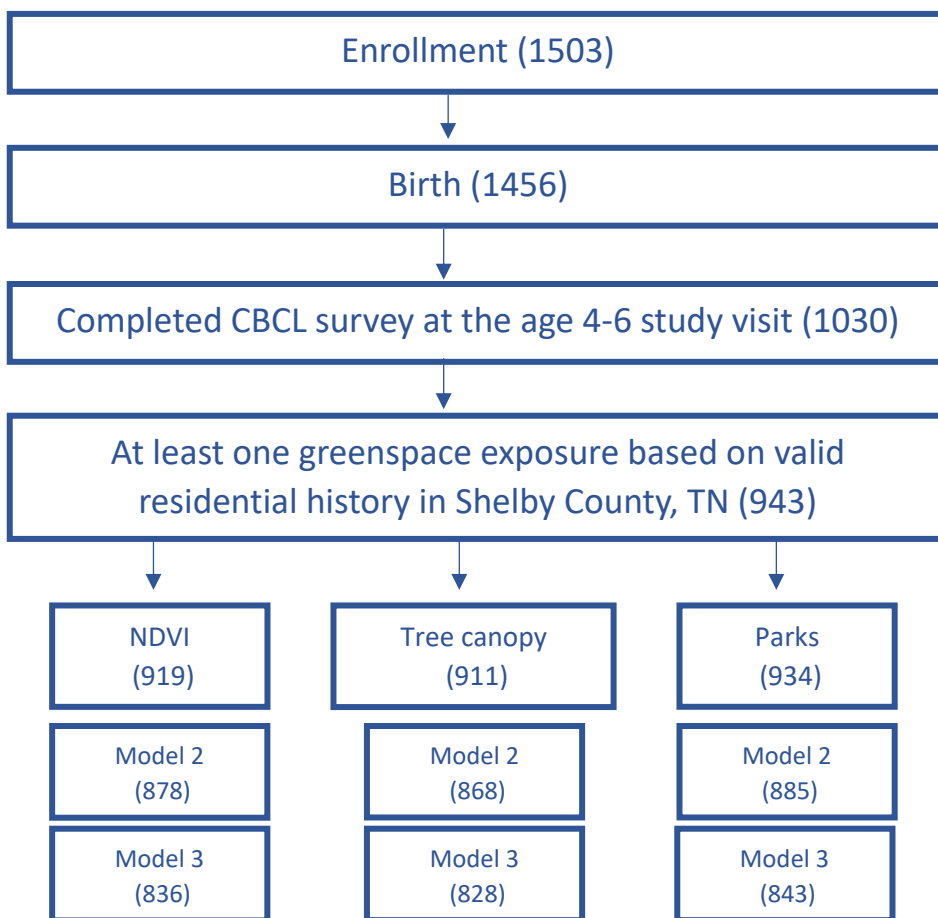 Enrollment (1503)
Birth (1456)
Completed CBCL survey at the age 4-6 study visit (1030)
At least one greenspace exposure based on valid
residential history in Shelby County, TN (943)
NDVI
(919)
Tree canopy
(911)
Parks
(934)
Model 2
(878)
Model 2
(868)
Model 2
(885)
Model 3
(836)
Model 3
(828)
Model 3
(843)